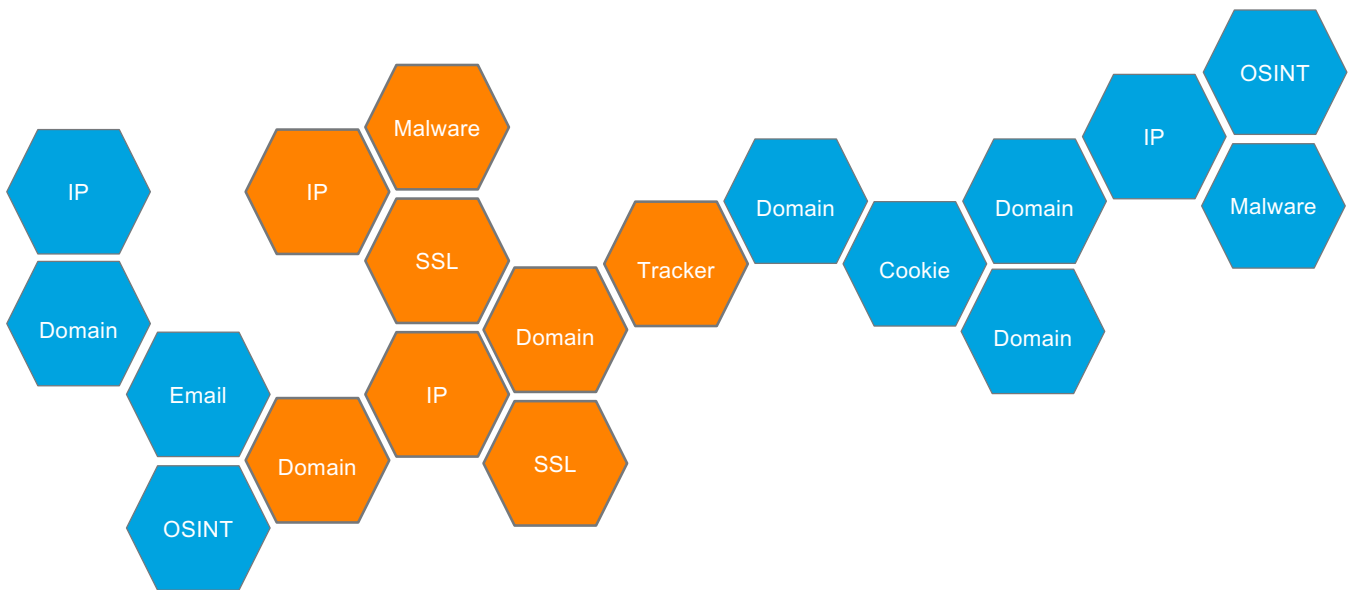 OSINT
Malware
IP
IP
IP
Domain
Domain
Malware
SSL
Tracker
Cookie
Domain
Domain
Domain
Email
IP
SSL
Domain
OSINT